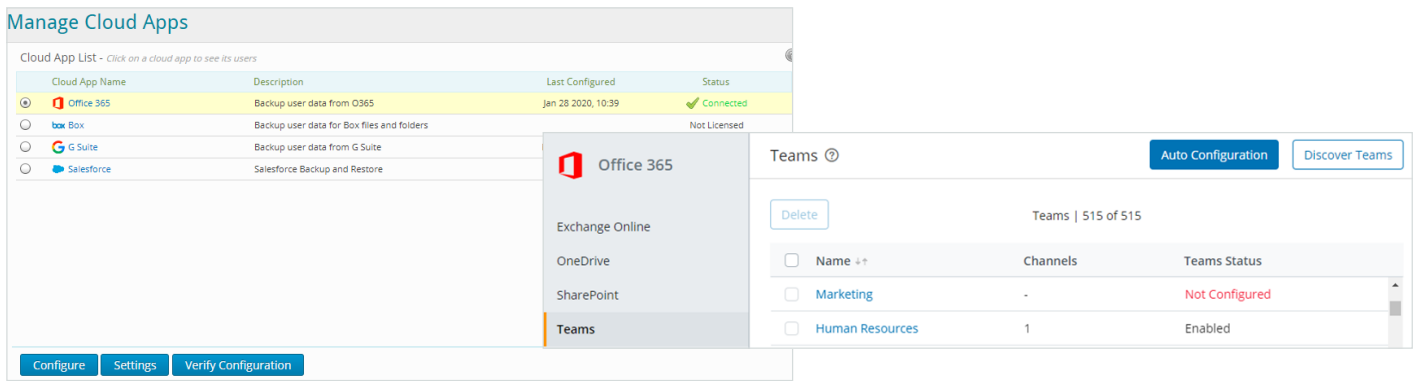 Manage Cloud Apps
Cloud App List - Click on a cloud app to see its users
Cloud App Name Description Last Configured Status
Office 365 Backup user data from O365 Jan 28 2020, 10:39 Connected
box Box Backup user data for Box files and folders Not Licensed
G Suite Backup user data from G Suite
Salesforce Salesforce Backup and Restore
Configure Settings Verify Configuration
Office 365
Exchange Online
OneDrive
SharePoint
Teams
Teams ? Auto Configuration Discover Teams
Delete Teams | 515 of 515
Name Channels Teams Status
Marketing - Not Configured
Human Resources 1 Enabled